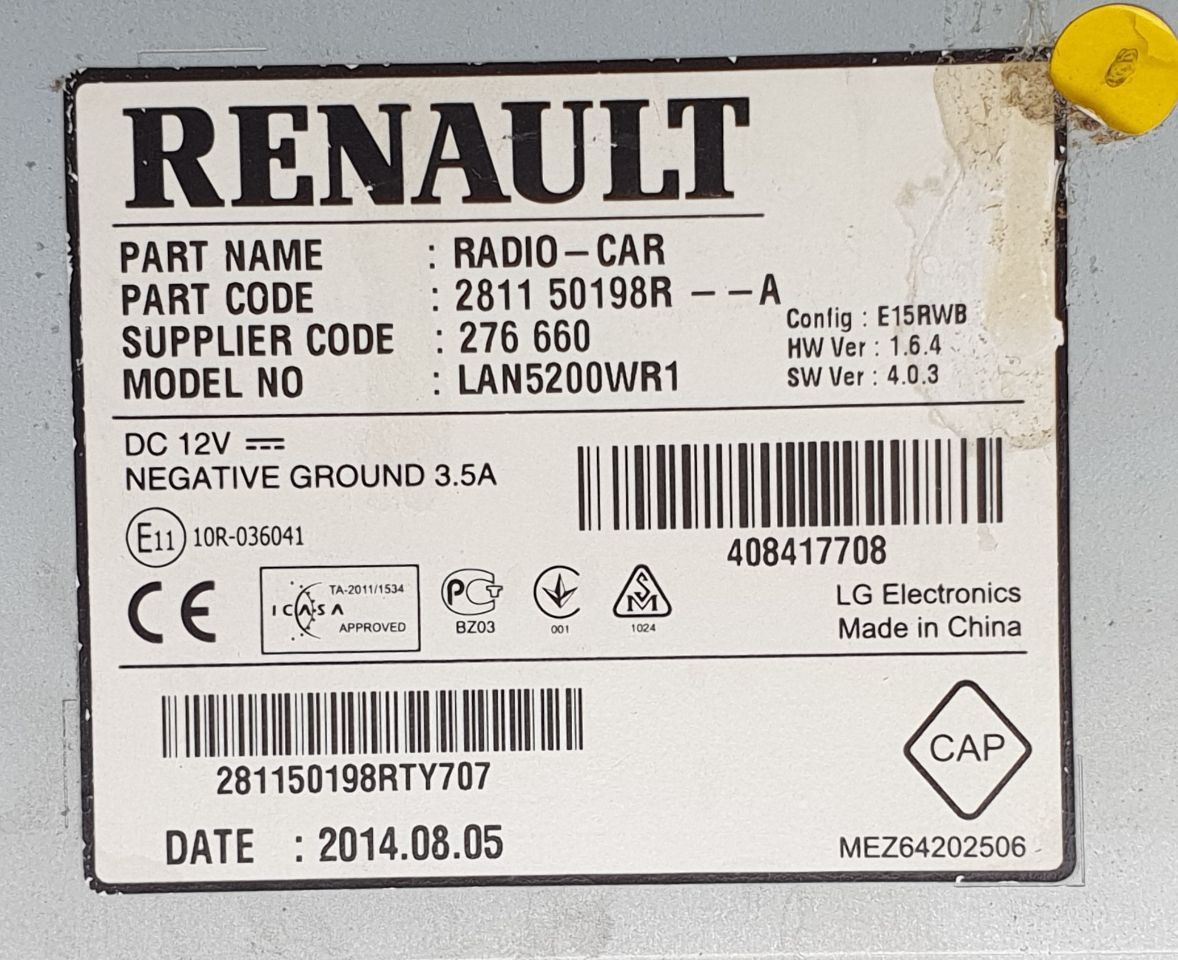 RENAULT
PART NAME : RADIO-CAR
PART CODE : 2811 50198R - -A
SUPPLIER CODE : 276 660
MODEL NO : LAN5200WR1
Config : E15RWB
HW Ver : 1.6.4
SW Ver : 4.0.3
DC 12V
NEGATIVE GROUND 3.5A
E11 10R-036041
408417708
CE
TA-2011/1534
ICASA
APPROVED
PCT
BZ03
001
SM
1024
LG Electronics
Made in China
281150198RTY707
DATE : 2014.08.05
CAP
MEZ64202506